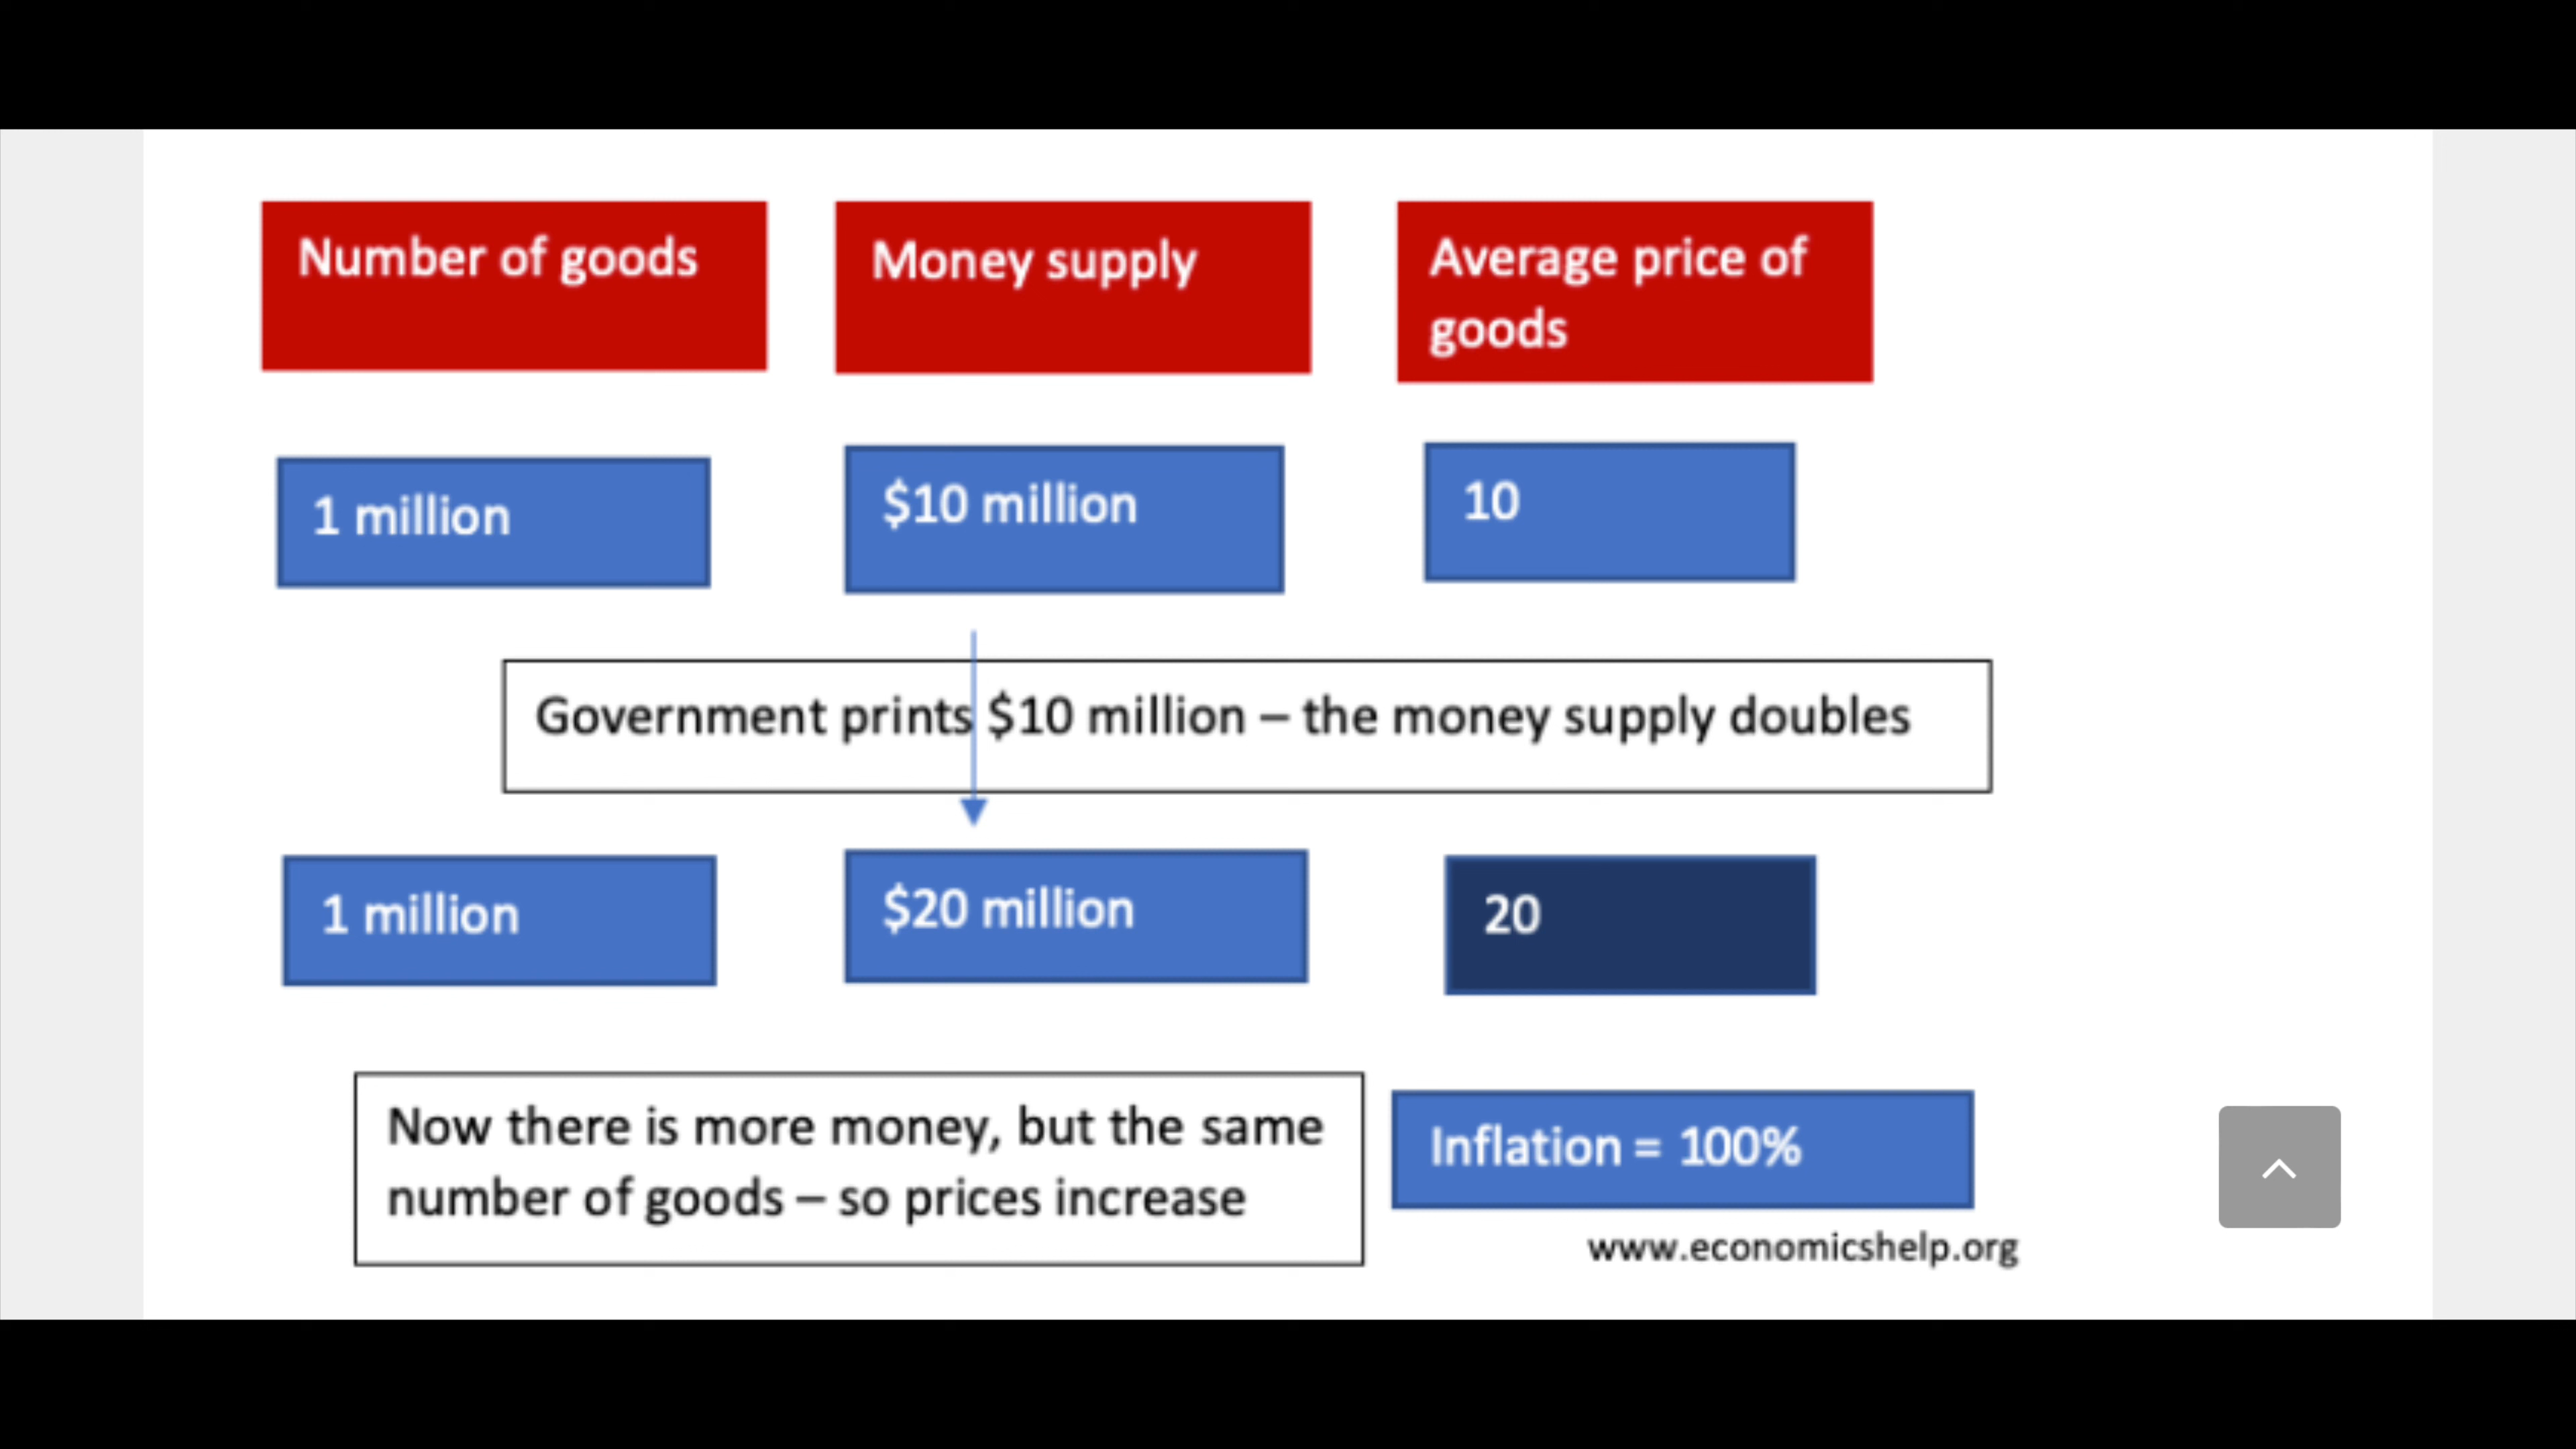 Number of goods
Money supply
Average price of
goods
1 million
$10 million
10
Government prints $10 million – the money supply doubles
1 million
$20 million
20
Now there is more money, but the same
number of goods – so prices increase
Inflation = 100%
www.economicshelp.org